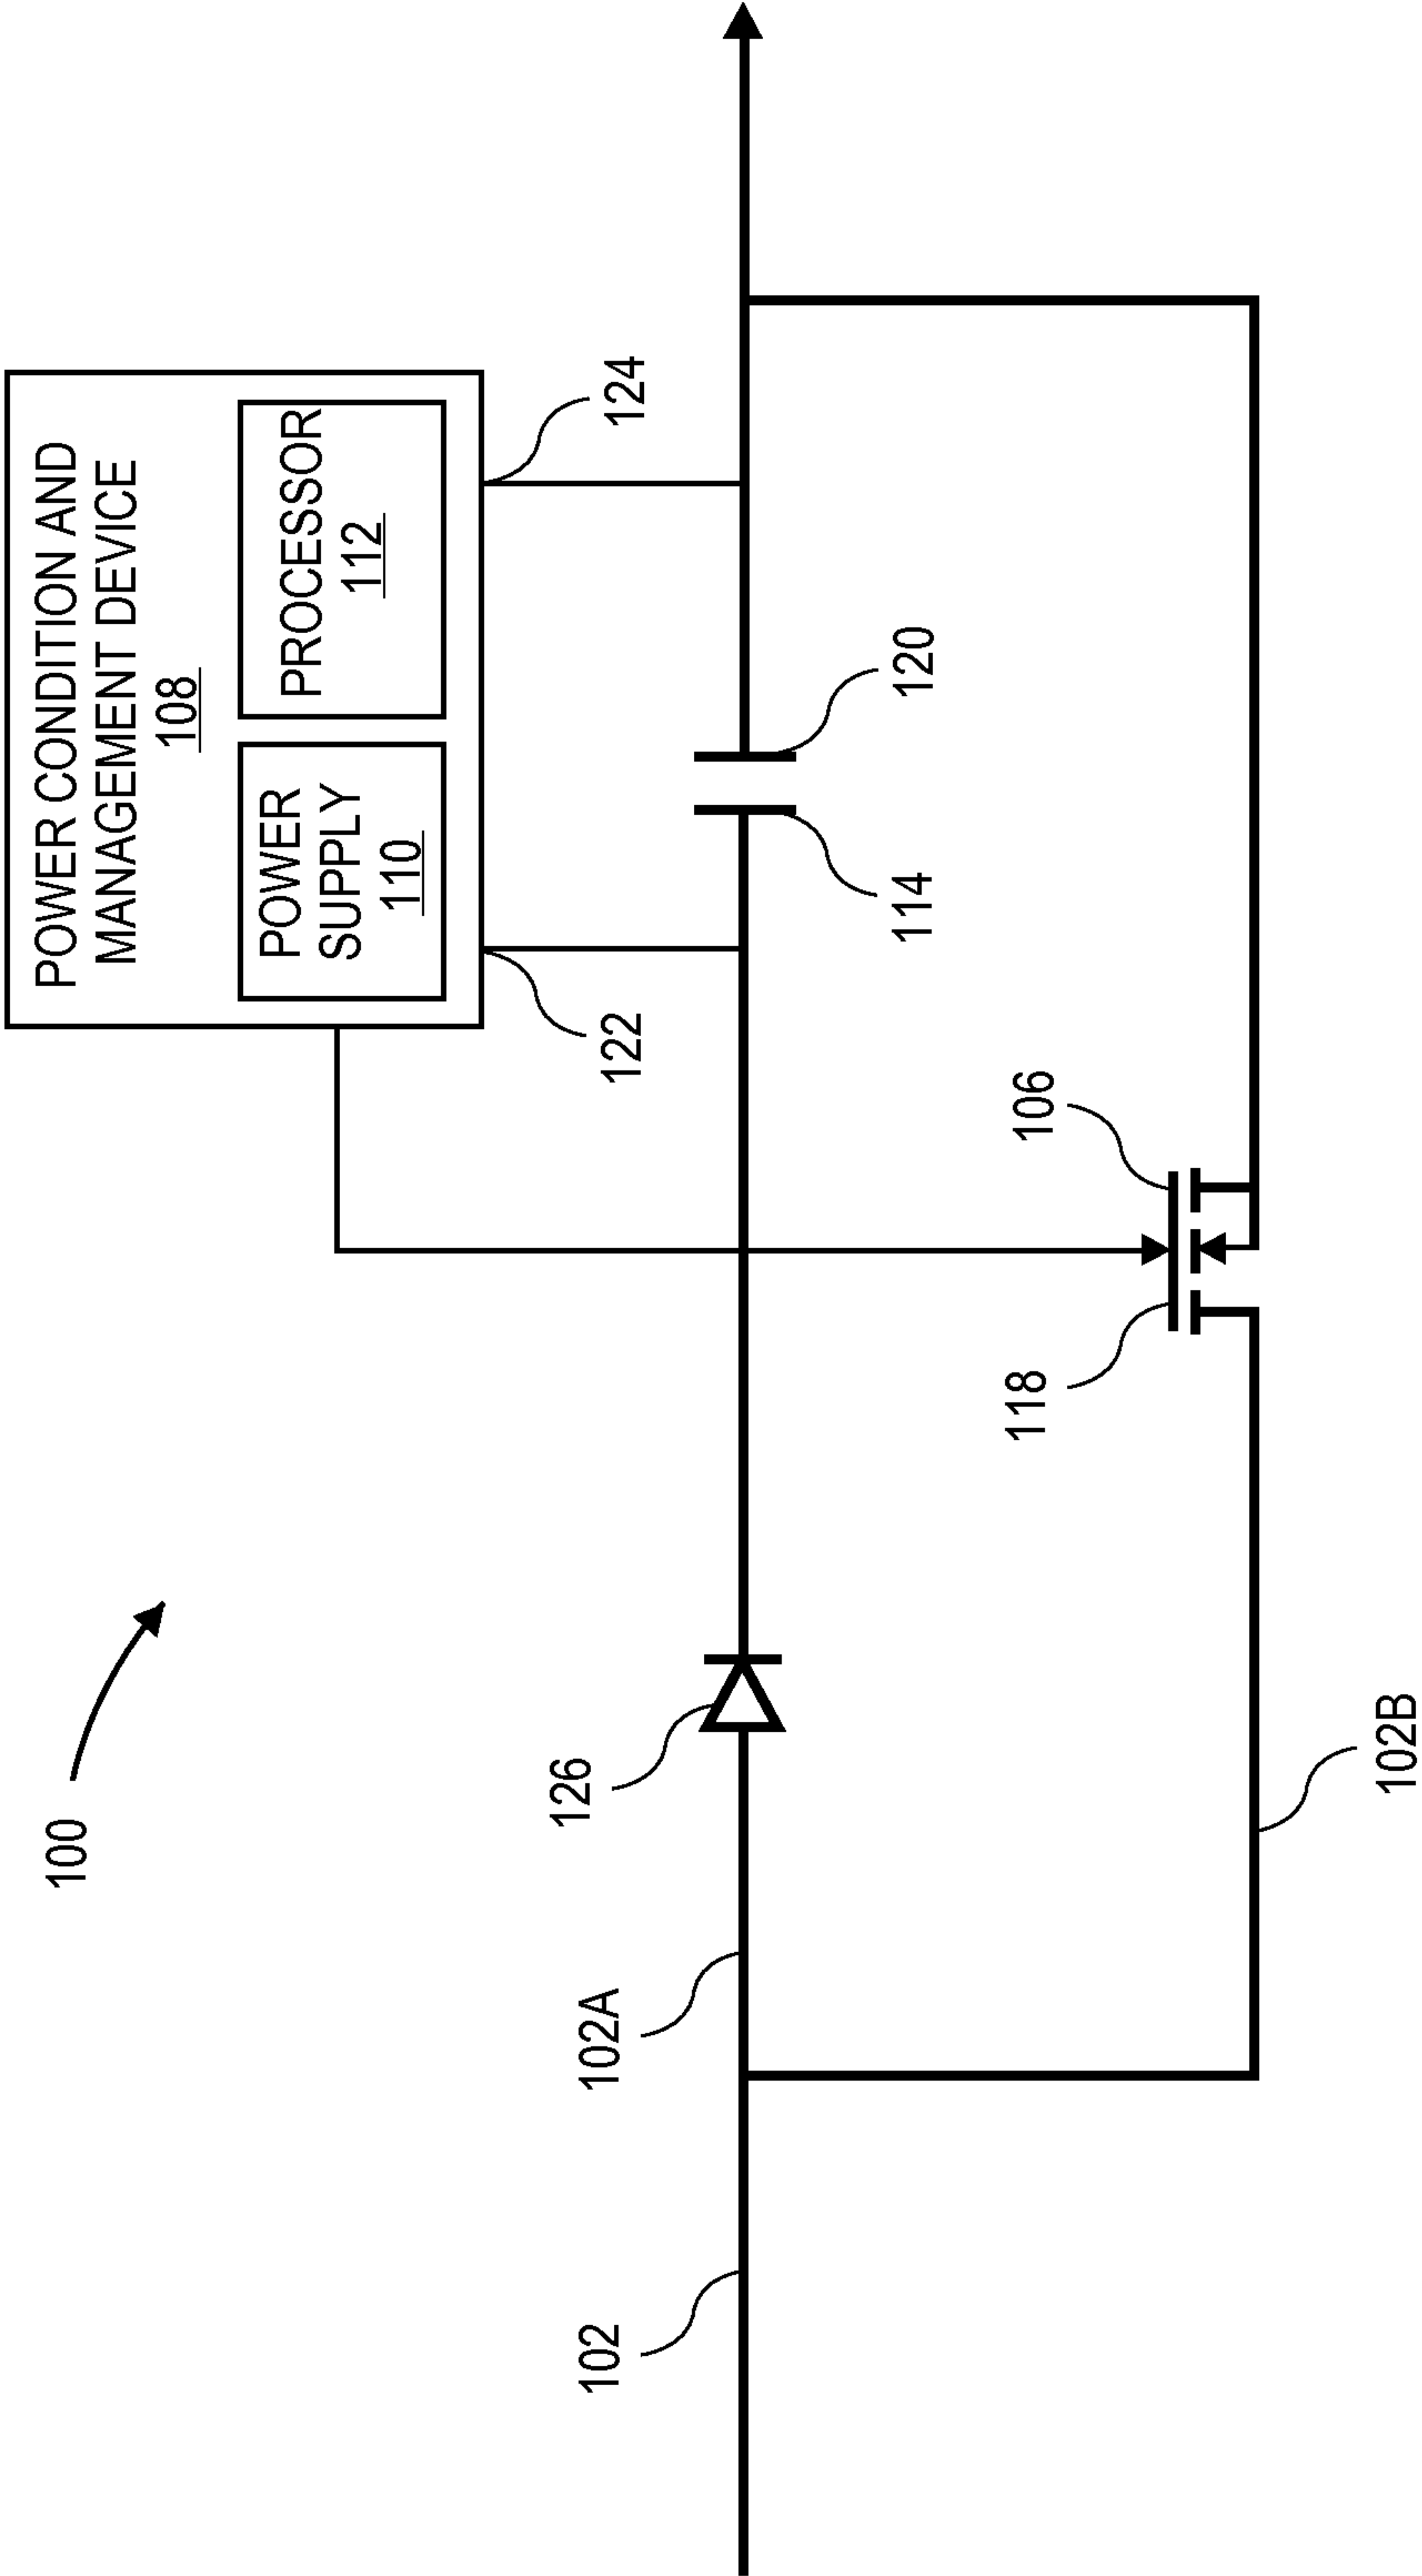 100
POWER CONDITION AND
MANAGEMENT DEVICE
108
POWER
SUPPLY
110
PROCESSOR
112
122
124
102
102A
126
114
120
118
106
102B